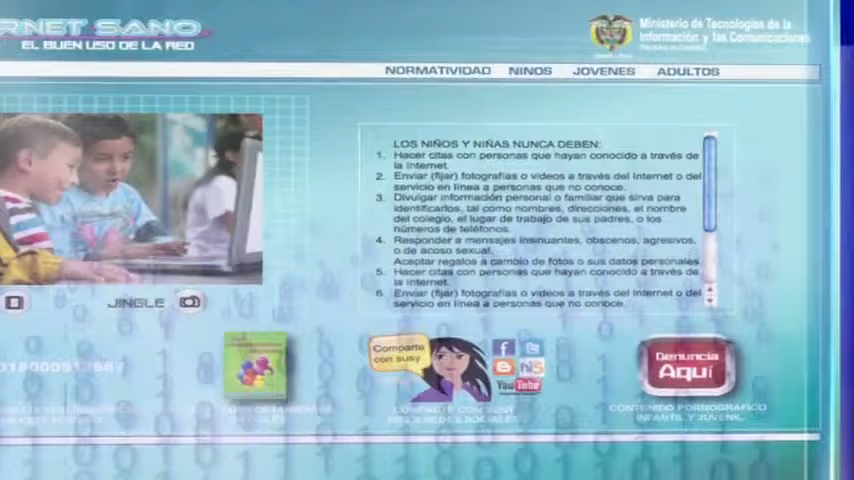 RNET SANO
EL BUEN USO DE LA RED
Ministerio de Tecnologías de la
Información y las Comunicaciones
NORMATIVIDAD NIÑOS JOVENES ADULTOS
LOS NIÑOS Y NIÑAS NUNCA DEBEN:
1. Hacer citas con personas que hayan conocido a través de
la Internet.
2. Enviar (fijar) fotografías o videos a través del Internet o del
servicio en línea a personas que no conoce.
3. Divulgar información personal o familiar que sirva para
identificarlos, tal como nombres, direcciones, el nombre
del colegio, el lugar de trabajo de sus padres, o los
números de teléfonos.
4. Responder a mensajes insinuantes, obscenos, agresivos,
o de acoso sexual.
Aceptar regalos a cambio de fotos o sus datos personales.
5. Hacer citas con personas que hayan conocido a través de
la Internet.
6. Enviar (fijar) fotografías o videos a través del Internet o del
servicio en línea a personas que no conoce.
JINGLE
Comparte
con susy
hi5
YouTube
Denuncia
Aquí
COMPARTE CON SUSY
CONTENIDO PORNOGRAFICO
INFANTIL Y JUVENIL.